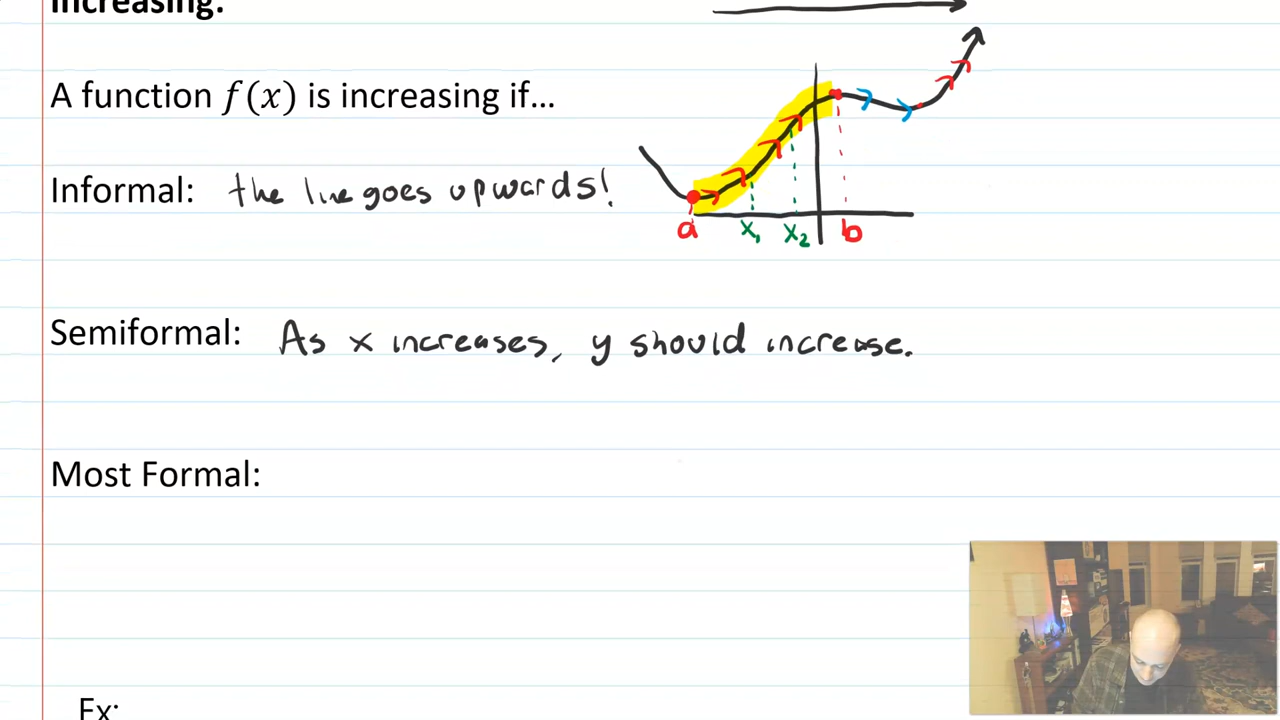 increasing.
A function f(x) is increasing if...
Informal: the line goes upwards!
a x₁ x₂ b
Semiformal: As x increases, y should increase.
Most Formal:
Ex: